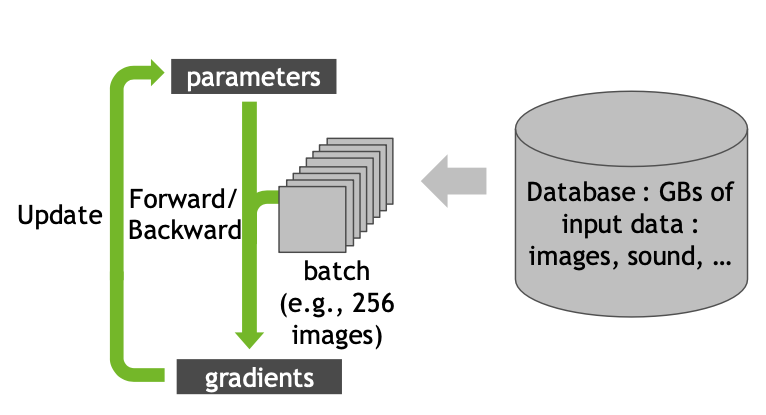 parameters
Update
Forward/
Backward
batch
(e.g., 256
images)
gradients
Database : GBs of
input data :
images, sound, …